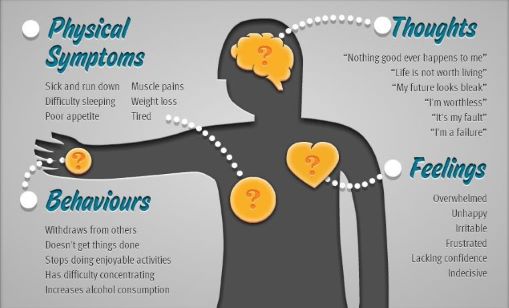 Physical
Symptoms
Sick and run down
Difficulty sleeping
Poor appetite
Muscle pains
Weight loss
Tired
?
Thoughts
“Nothing good ever happens to me”
“Life is not worth living”
“My future looks bleak”
“I'm worthless”
“It's my fault”
“I'm a failure”
?
?
?
Behaviours
Withdraws from others
Doesn't get things done
Stops doing enjoyable activities
Has difficulty concentrating
Increases alcohol consumption
Feelings
Overwhelmed
Unhappy
Irritable
Frustrated
Lacking confidence
Indecisive